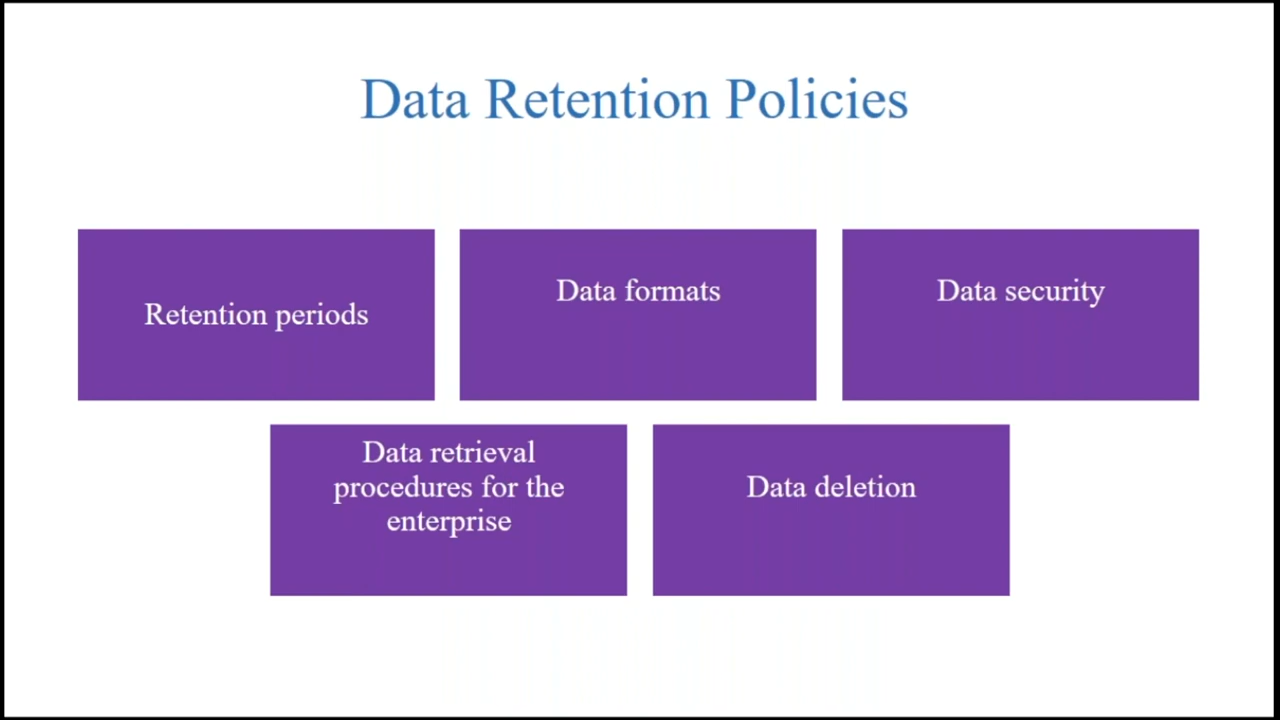 Data Retention Policies
Retention periods
Data formats
Data security
Data retrieval
procedures for the
enterprise
Data deletion